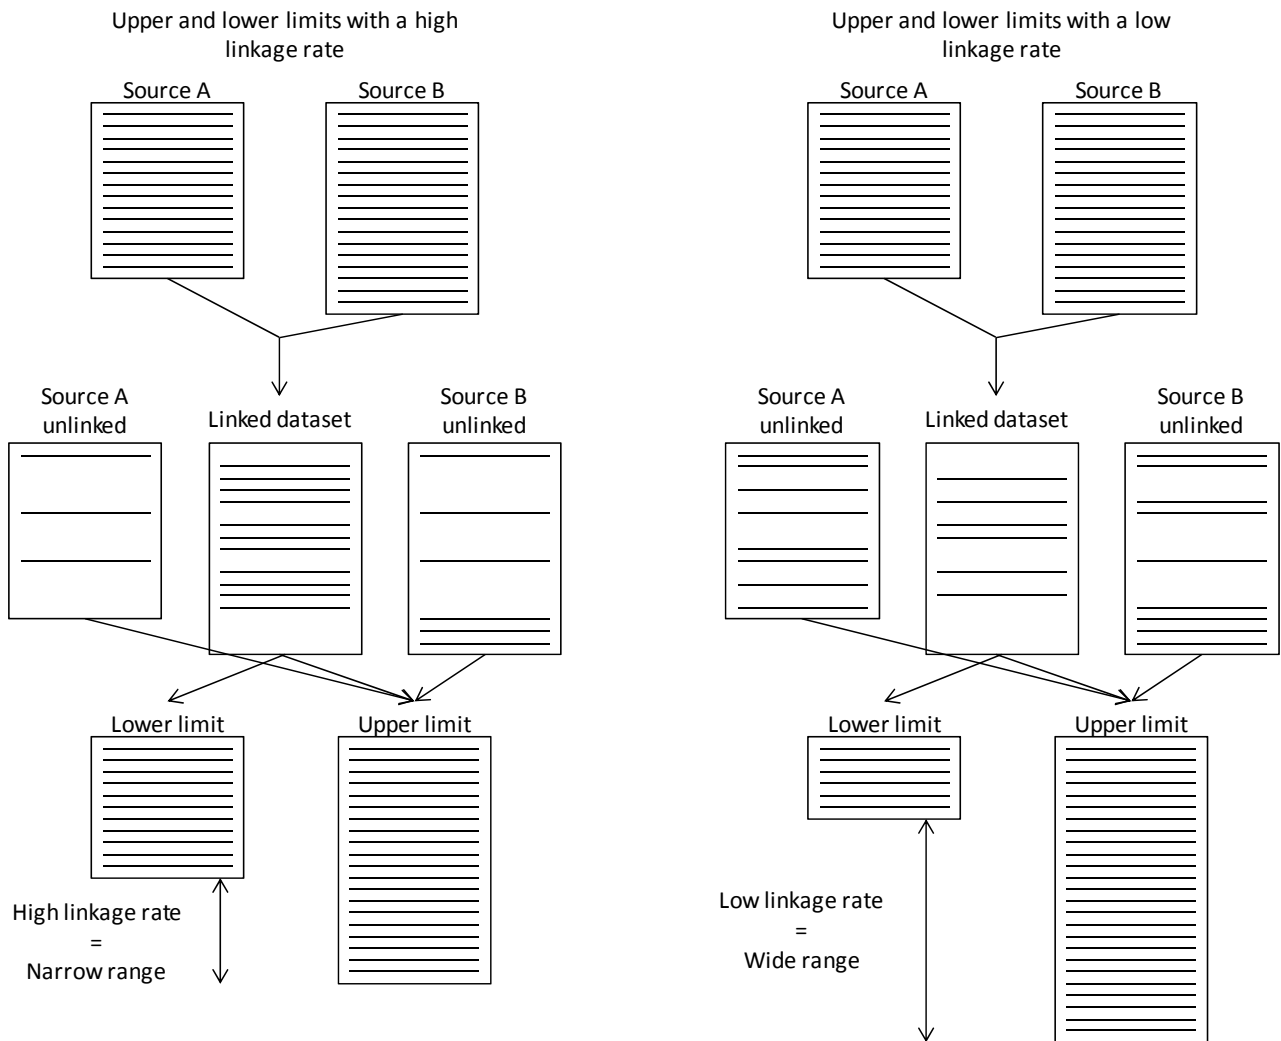 Upper and lower limits with a high
linkage rate
Source A
Source B
Source A
unlinked
Linked dataset
Source B
unlinked
Lower limit
Upper limit
High linkage rate
=
Narrow range
Upper and lower limits with a low
linkage rate
Source A
Source B
Source A
unlinked
Linked dataset
Source B
unlinked
Lower limit
Upper limit
Low linkage rate
=
Wide range